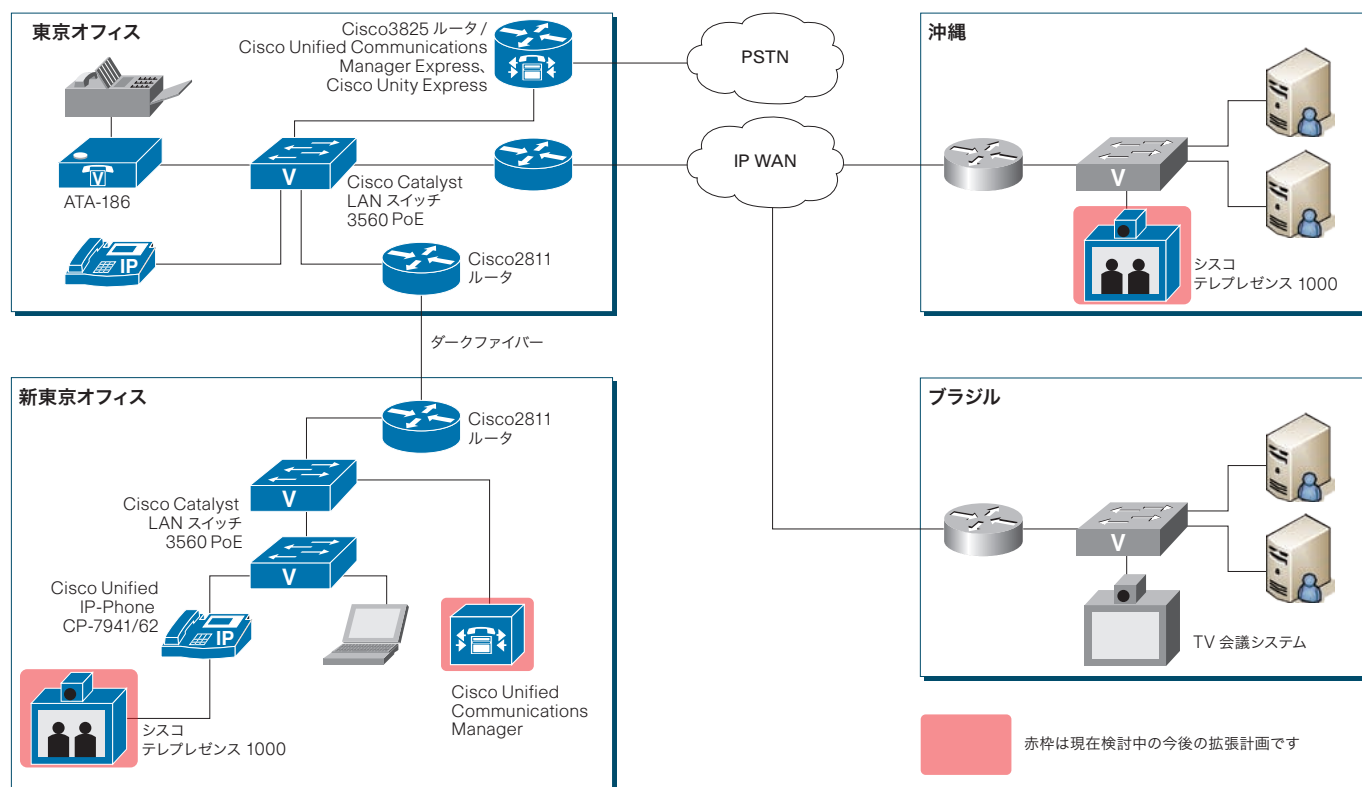 東京オフィス
Cisco3825 ルータ /
Cisco Unified Communications
Manager Express、
Cisco Unity Express
V
ATA-186
V
Cisco Catalyst
LAN スイッチ
3560 PoE
IP
Cisco2811
ルータ
PSTN
IP WAN
沖縄
V
シスコ
テレプレゼンス 1000
ダークファイバー
新東京オフィス
Cisco2811
ルータ
V
Cisco Catalyst
LAN スイッチ
3560 PoE
V
Cisco Unified
IP-Phone
CP-7941/62
IP
シスコ
テレプレゼンス 1000
Cisco Unified
Communications
Manager
ブラジル
V
TV 会議システム
赤枠は現在検討中の今後の拡張計画です